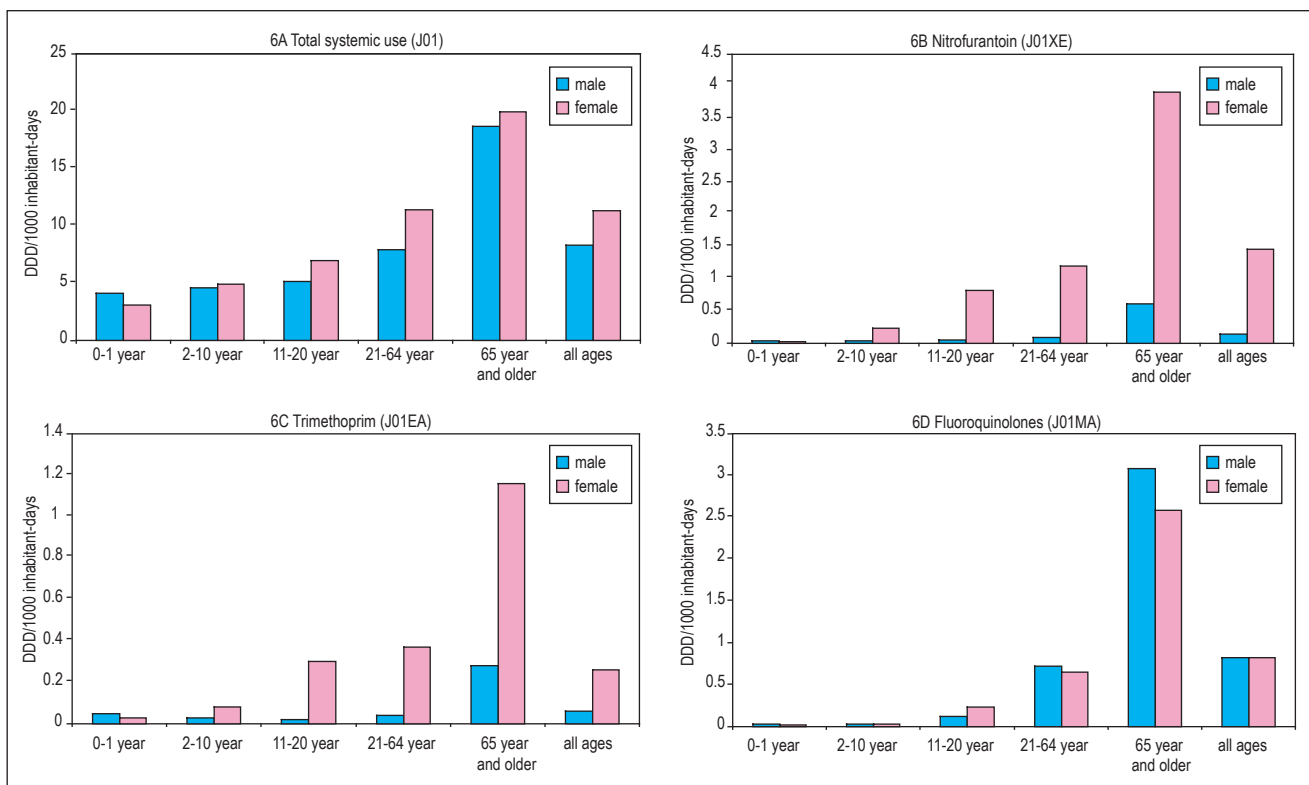 6A Total systemic use (J01)
25
20
15
10
5
0
DDD/1000 inhabitant-days
male
female
0-1 year
2-10 year
11-20 year
21-64 year
65 year
and older
all ages
6B Nitrofurantoin (J01XE)
4.5
4
3.5
3
2.5
2
1.5
1
0.5
0
DDD/1000 inhabitant-days
male
female
0-1 year
2-10 year
11-20 year
21-64 year
65 year
and older
all ages
6C Trimethoprim (J01EA)
1.4
1.2
1
0.8
0.6
0.4
0.2
0
DDD/1000 inhabitant-days
male
female
0-1 year
2-10 year
11-20 year
21-64 year
65 year
and older
all ages
6D Fluoroquinolones (J01MA)
3.5
3
2.5
2
1.5
1
0.5
0
DDD/1000 inhabitant-days
male
female
0-1 year
2-10 year
11-20 year
21-64 year
65 year
and older
all ages